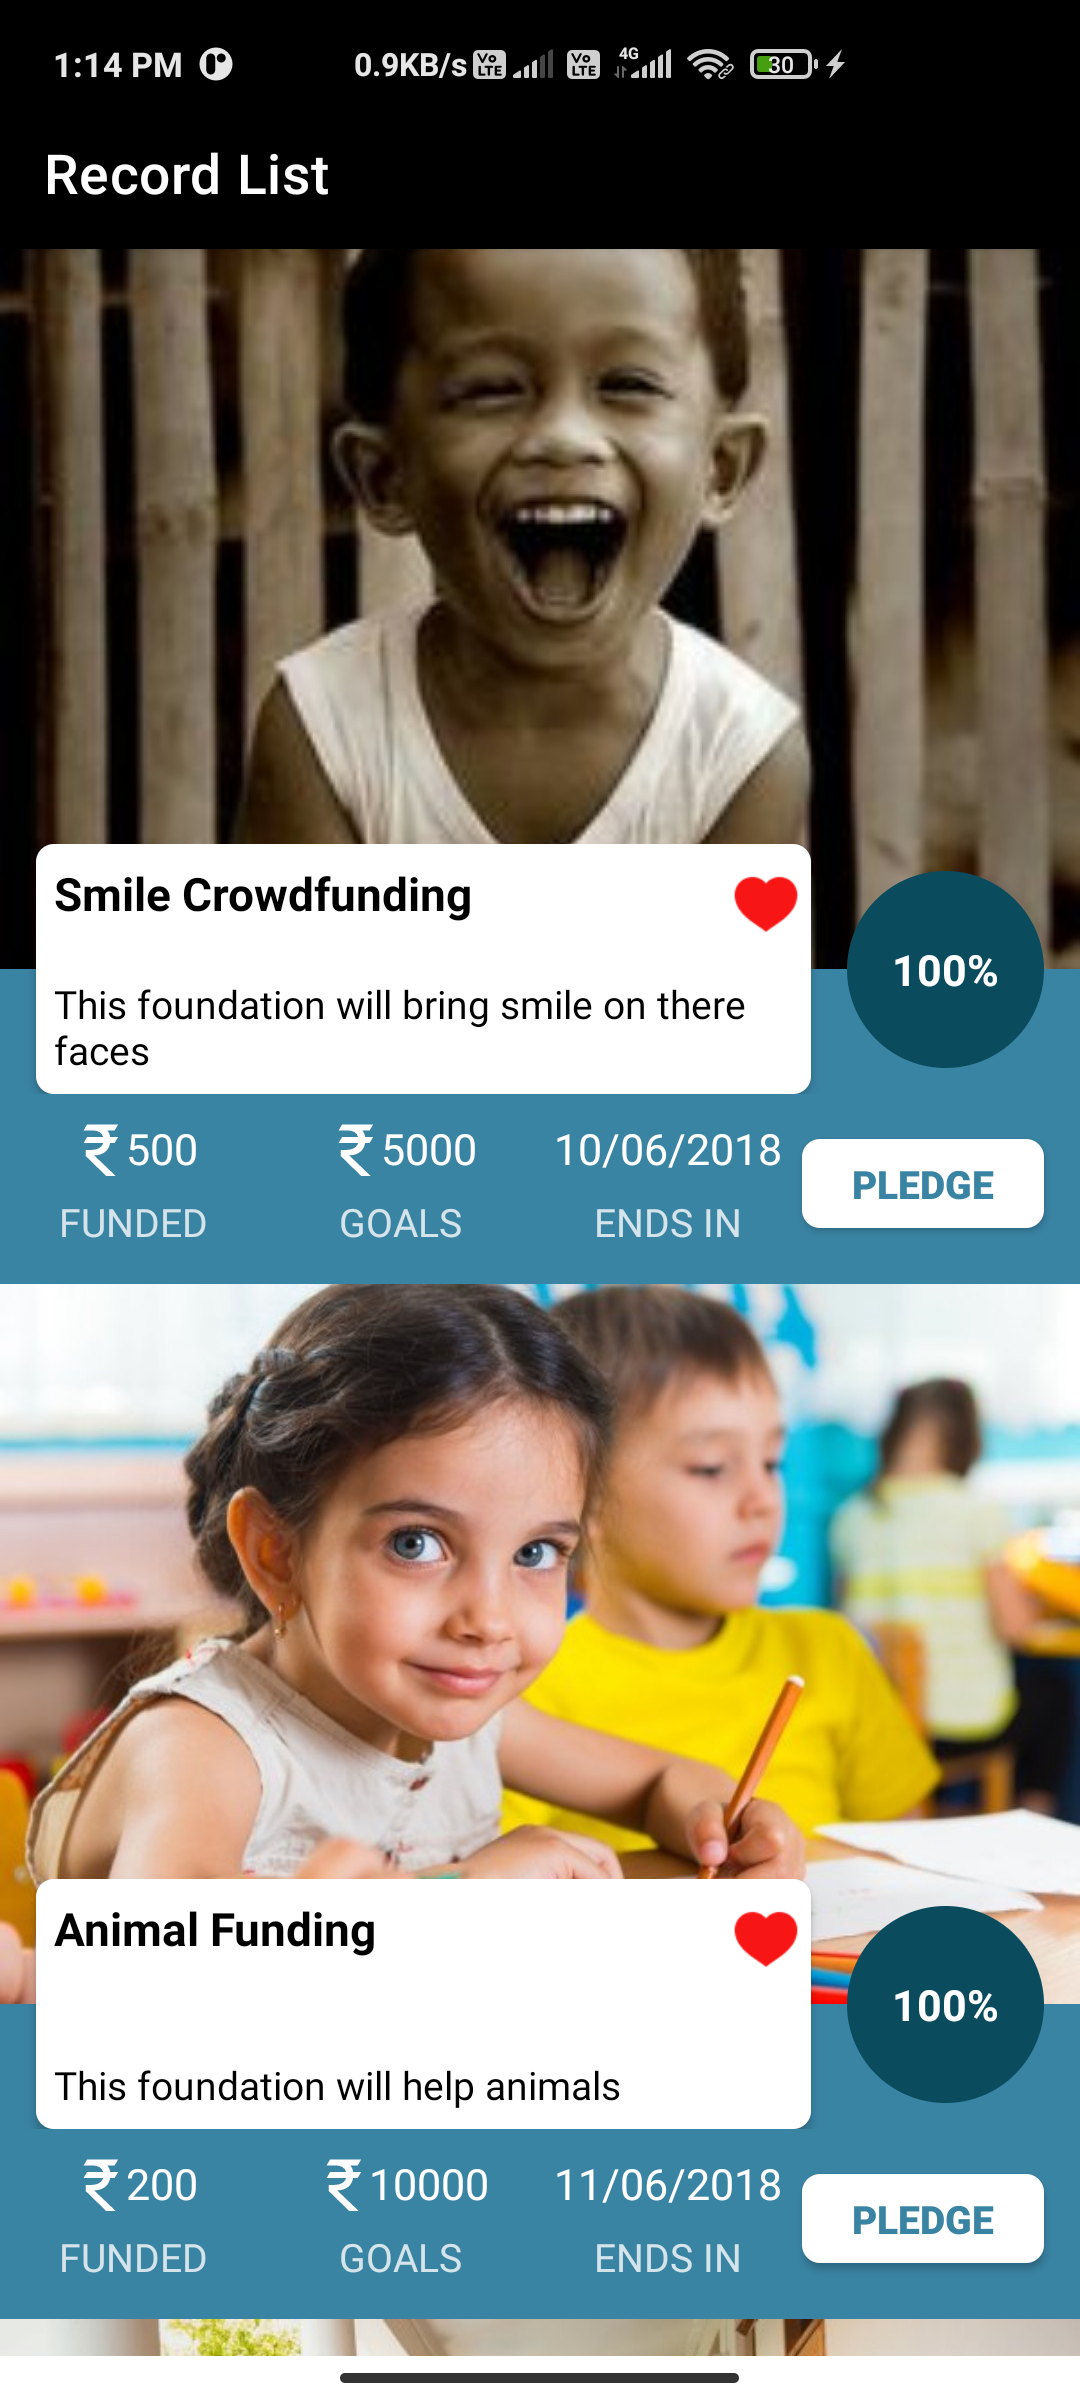 1:14 PM 0.9KB/s Vo LTE Vo LTE 4G 30
Record List
Smile Crowdfunding
100%
This foundation will bring smile on there
faces
₹500 ₹5000 10/06/2018
PLEDGE
FUNDED GOALS ENDS IN
Animal Funding
100%
This foundation will help animals
₹200 ₹10000 11/06/2018
PLEDGE
FUNDED GOALS ENDS IN